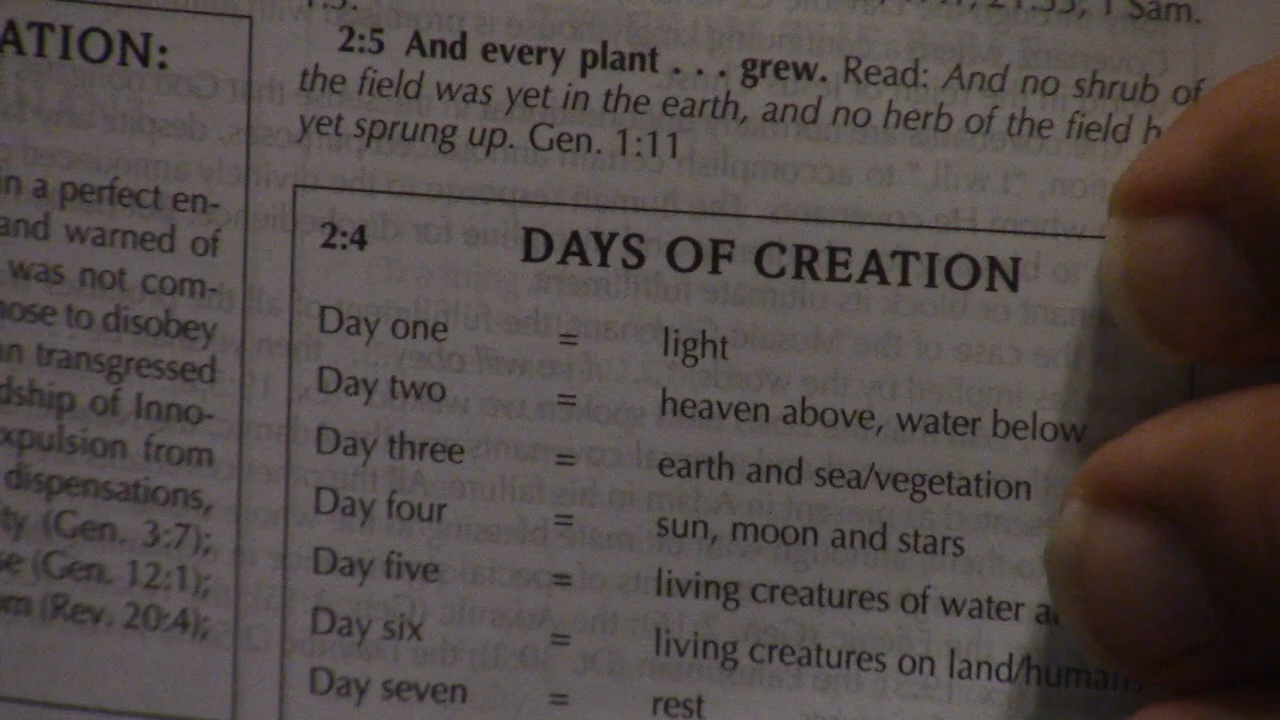 ATION:
in a perfect en-
and warned of
was not com-
ose to disobey
transgressed
dship of Inno-
xpulsion from
dispensations,
ty (Gen. 3:7);
se (Gen. 12:1);
m (Rev. 20:4);
1 Sam.
2:5 And every plant . . . grew. Read: And no shrub of
the field was yet in the earth, and no herb of the field h
yet sprung up. Gen. 1:11
2:4 DAYS OF CREATION
Day one = light
Day two = heaven above, water below
Day three = earth and sea/vegetation
Day four = sun, moon and stars
Day five = living creatures of water a
Day six = living creatures on land/humans
Day seven = rest